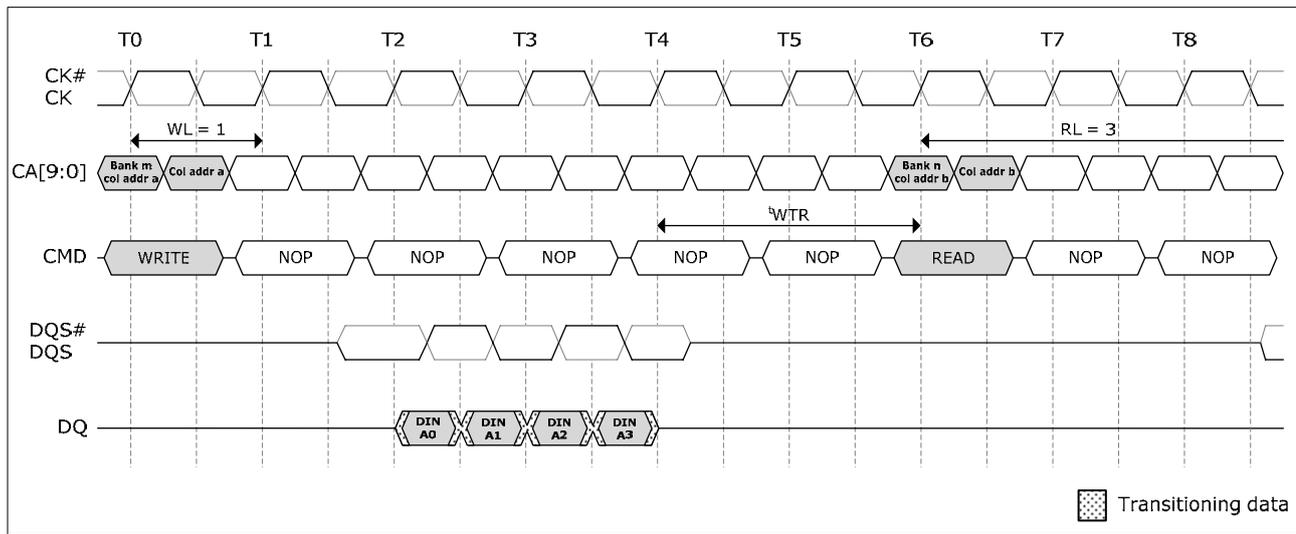 T0 T1 T2 T3 T4 T5 T6 T7 T8
CK#
CK
WL = 1 RL = 3
CA[9:0] Bank m col addr a Col addr a Bank n col addr b Col addr b
tWTR
CMD WRITE NOP NOP NOP NOP NOP READ NOP NOP
DQS#
DQS
DQ DIN A0 DIN A1 DIN A2 DIN A3
Transitioning data